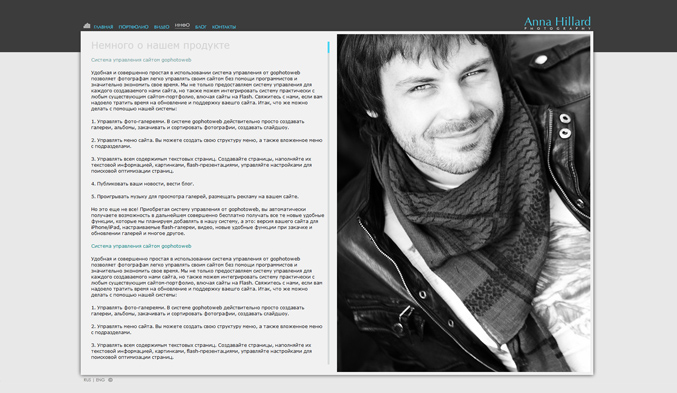 ГЛАВНАЯ ПОРТФОЛИО ВИДЕО ИНФО БЛОГ КОНТАКТЫ
Anna Hillard
PHOTOGRAPHY
Немного о нашем продукте
Система управления сайтом gophotoweb
Удобная и совершенно простая в использовании система управления от gophotoweb
позволяет фотографам легко управлять своим сайтом без помощи программистов и
значительно экономить свое время. Мы не только предоставляем систему управления для
каждого создаваемого нами сайта, но также можем интегрировать систему практически с
любым существующим сайтом-портфолио, включая сайты на Flash. Свяжитесь с нами, если вам
надоело тратить время на обновление и поддержку вашего сайта. Итак, что же можно
делать с помощью нашей системы:
1. Управлять фото-галереями. В системе gophotoweb действительно просто создавать
галереи, альбомы, закачивать и сортировать фотографии, создавать слайдшоу.
2. Управлять меню сайта. Вы можете создать свою структуру меню, а также вложенное меню
с подразделами.
3. Управлять всем содержимым текстовых страниц. Создавайте страницы, наполняйте их
текстовой информацией, картинками, flash-презентациями, управляйте настройками для
поисковой оптимизации страниц.
4. Публиковать ваши новости, вести блог.
5. Проигрывать музыку для просмотра галерей, размещать рекламу на вашем сайте.
Но это еще не все! Приобретая систему управления от gophotoweb, вы автоматически
получаете возможность в дальнейшем совершенно бесплатно получать все те новые удобные
функции, которые мы планируем добавлять в нашу систему, а это: версия вашего сайта для
iPhone/iPad, настраиваемые flash-галереи, видео, новые удобные функции при закачке и
обновлении галерей и многое другое.
Система управления сайтом gophotoweb
Удобная и совершенно простая в использовании система управления от gophotoweb
позволяет фотографам легко управлять своим сайтом без помощи программистов и
значительно экономить свое время. Мы не только предоставляем систему управления для
каждого создаваемого нами сайта, но также можем интегрировать систему практически с
любым существующим сайтом-портфолио, включая сайты на Flash. Свяжитесь с нами, если вам
надоело тратить время на обновление и поддержку вашего сайта. Итак, что же можно
делать с помощью нашей системы:
1. Управлять фото-галереями. В системе gophotoweb действительно просто создавать
галереи, альбомы, закачивать и сортировать фотографии, создавать слайдшоу.
2. Управлять меню сайта. Вы можете создать свою структуру меню, а также вложенное меню
с подразделами.
3. Управлять всем содержимым текстовых страниц. Создавайте страницы, наполняйте их
текстовой информацией, картинками, flash-презентациями, управляйте настройками для
поисковой оптимизации страниц.
RUS | ENG